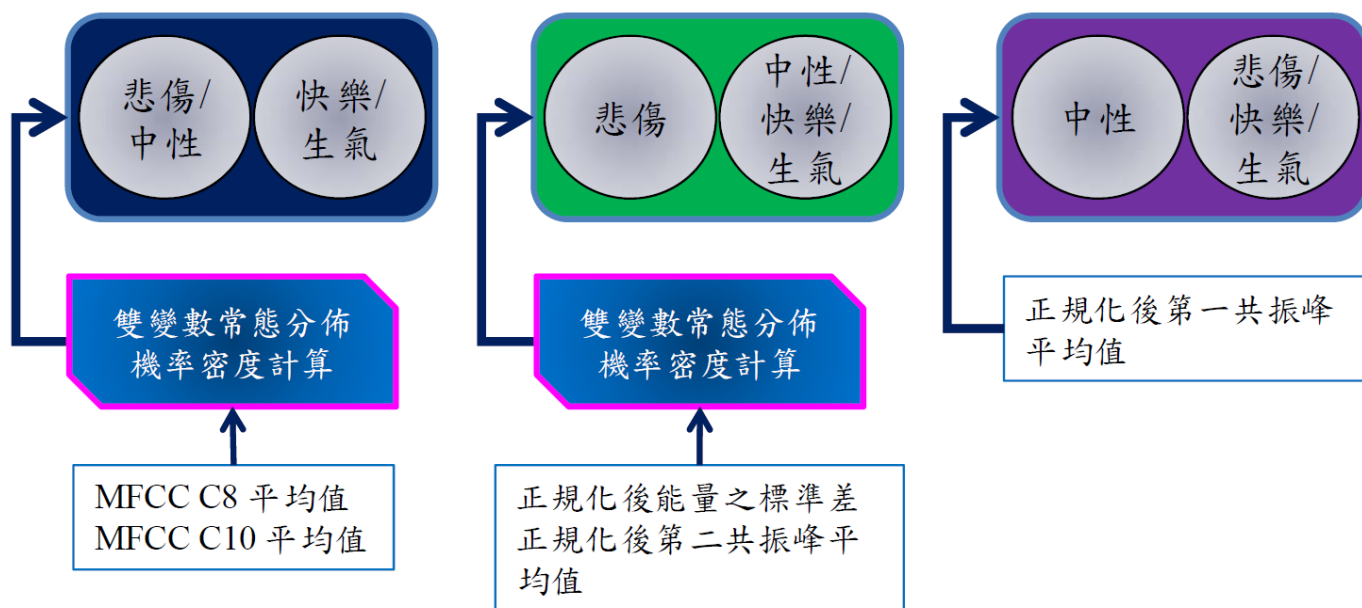 悲傷/
中性
快樂/
生氣
悲傷
中性/
快樂/
生氣
中性
悲傷/
快樂/
生氣
雙變數常態分佈
機率密度計算
雙變數常態分佈
機率密度計算
正規化後第一共振峰
平均值
MFCC C8 平均值
MFCC C10 平均值
正規化後能量之標準差
正規化後第二共振峰平
均值